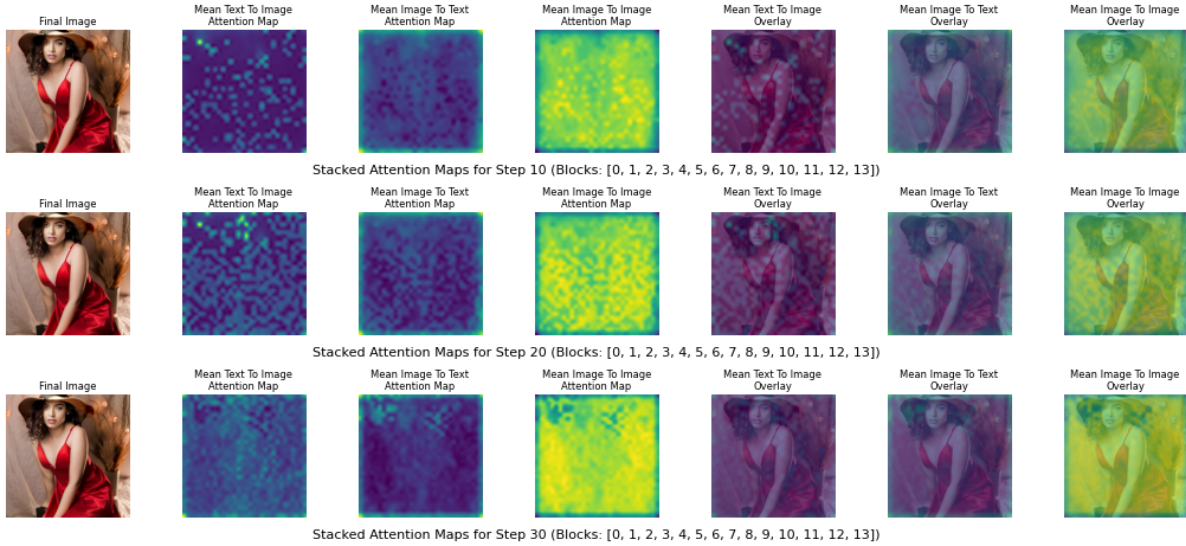 Final Image
Mean Text To Image
Attention Map
Mean Image To Text
Attention Map
Mean Image To Image
Attention Map
Mean Text To Image
Overlay
Mean Image To Text
Overlay
Mean Image To Image
Overlay
Stacked Attention Maps for Step 10 (Blocks: [0, 1, 2, 3, 4, 5, 6, 7, 8, 9, 10, 11, 12, 13])
Final Image
Mean Text To Image
Attention Map
Mean Image To Text
Attention Map
Mean Image To Image
Attention Map
Mean Text To Image
Overlay
Mean Image To Text
Overlay
Mean Image To Image
Overlay
Stacked Attention Maps for Step 20 (Blocks: [0, 1, 2, 3, 4, 5, 6, 7, 8, 9, 10, 11, 12, 13])
Final Image
Mean Text To Image
Attention Map
Mean Image To Text
Attention Map
Mean Image To Image
Attention Map
Mean Text To Image
Overlay
Mean Image To Text
Overlay
Mean Image To Image
Overlay
Stacked Attention Maps for Step 30 (Blocks: [0, 1, 2, 3, 4, 5, 6, 7, 8, 9, 10, 11, 12, 13])